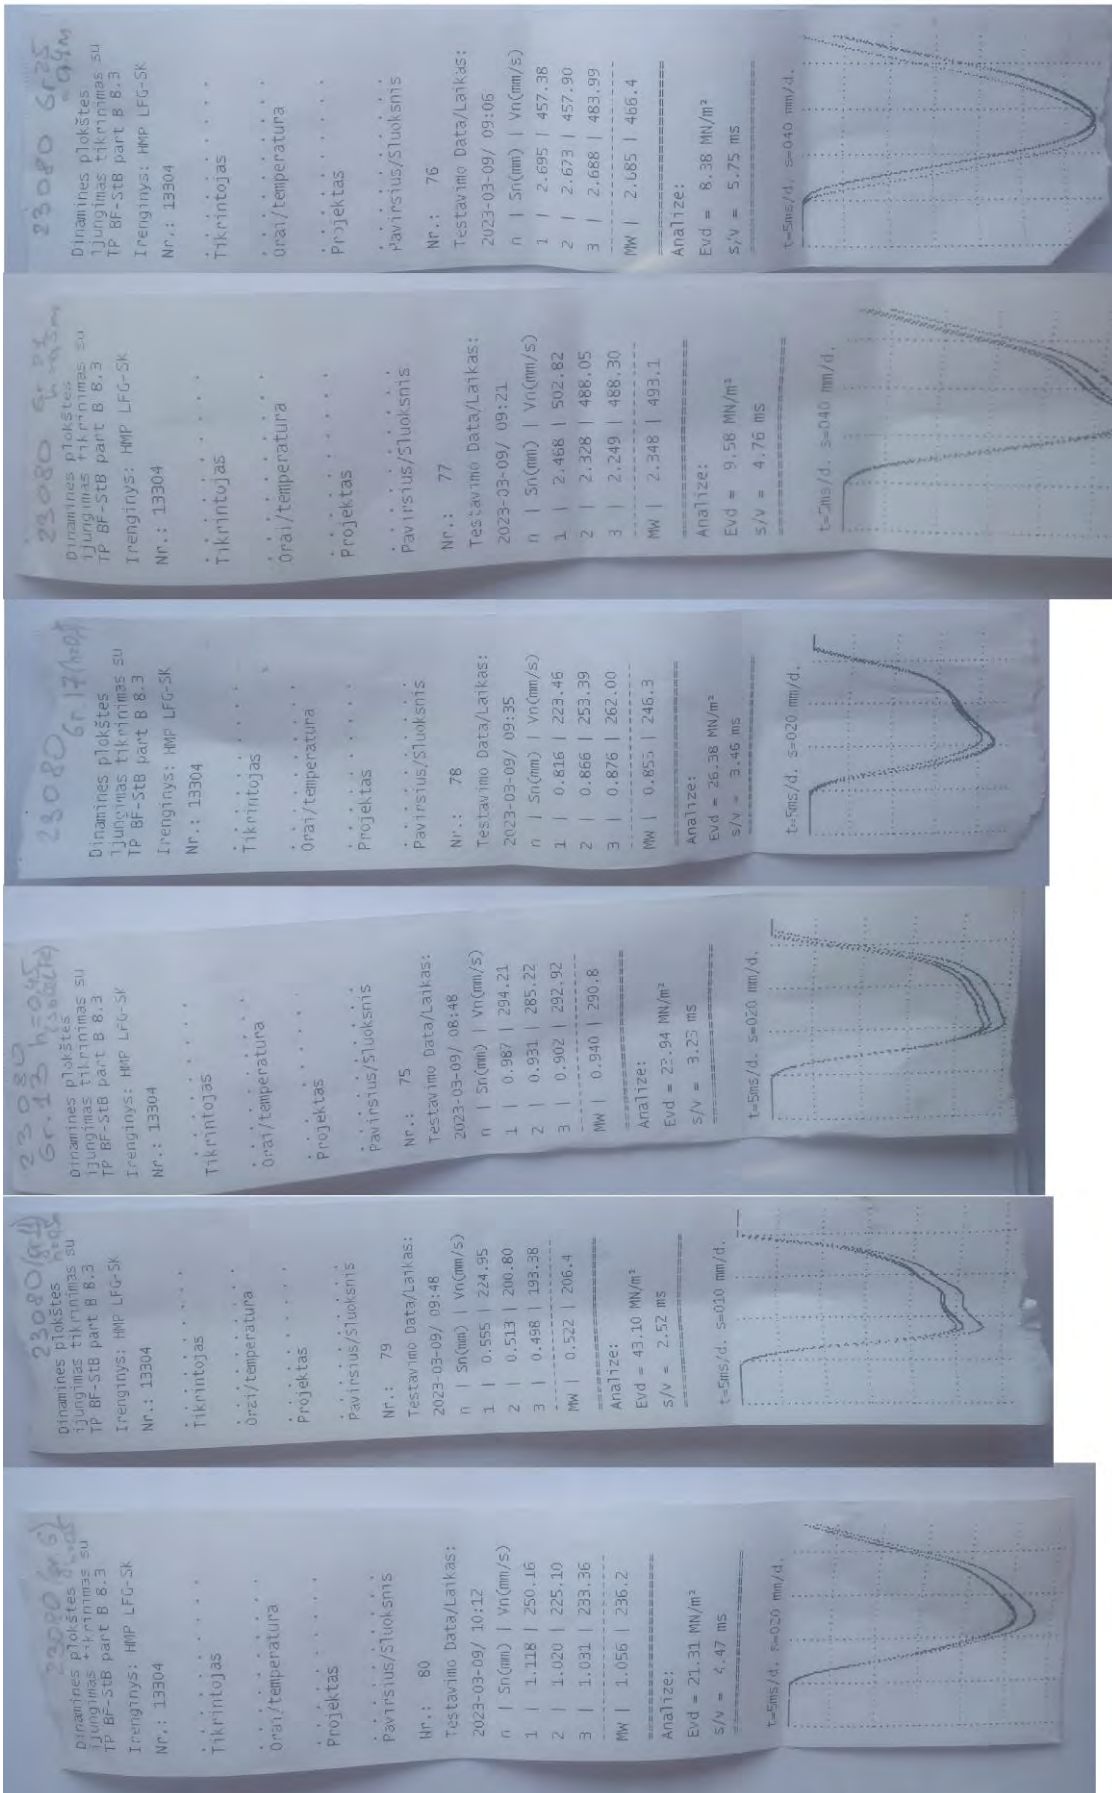 23080 Gr 25
Dinamines plokštes
ijungimas tikrinimas su
TP BF-StB part B 8.3
Irenginys: HMP LFG-SK
Nr.: 13304
Tikrintojas
Orai/temperatura
Projektas
Pavirsius/Sluoksnis
Nr.: 76
Testavimo Data/Laikas:
2023-03-09/ 09:06
n | Sn(mm) | Vn(mm/s)
1 | 2.695 | 457.38
2 | 2.673 | 457.90
3 | 2.688 | 483.99
MW | 2.685 | 466.4
Analize:
Evd = 8.38 MN/m²
s/v = 5.75 ms
t=5ms/d. s=040 mm/d.
23080
Dinamines plokštes
ijungimas tikrinimas su
TP BF-StB part B 8.3
Irenginys: HMP LFG-SK
Nr.: 13304
Tikrintojas
Orai/temperatura
Projektas
Pavirsius/Sluoksnis
Nr.: 77
Testavimo Data/Laikas:
2023-03-09/ 09:21
n | Sn(mm) | Vn(mm/s)
1 | 2.468 | 502.82
2 | 2.328 | 488.05
3 | 2.249 | 488.30
MW | 2.348 | 493.1
Analize:
Evd = 9.58 MN/m²
s/v = 4.76 ms
t=5ms/d. s=040 mm/d.
23080
Gr. 17
Dinamines plokštes
ijungimas tikrinimas su
TP BF-StB part B 8.3
Irenginys: HMP LFG-SK
Nr.: 13304
Tikrintojas
Orai/temperatura
Projektas
Pavirsius/Sluoksnis
Nr.: 78
Testavimo Data/Laikas:
2023-03-09/ 09:35
n | Sn(mm) | Vn(mm/s)
1 | 0.816 | 223.46
2 | 0.866 | 253.39
3 | 0.876 | 262.00
MW | 0.853 | 246.3
Analize:
Evd = 26.38 MN/m²
s/v = 3.46 ms
t=5ms/d. s=020 mm/d.
23080
Gr. 13 h=0.45
Dinamines plokštes
ijungimas tikrinimas su
TP BF-StB part B 8.3
Irenginys: HMP LFG-SK
Nr.: 13304
Tikrintojas
Orai/temperatura
Projektas
Pavirsius/Sluoksnis
Nr.: 75
Testavimo Data/Laikas:
2023-03-09/ 08:48
n | Sn(mm) | Vn(mm/s)
1 | 0.987 | 294.21
2 | 0.931 | 285.22
3 | 0.902 | 292.92
MW | 0.940 | 290.8
Analize:
Evd = 23.94 MN/m²
s/v = 3.23 ms
t=5ms/d. s=020 mm/d.
23080
Dinamines plokštes h=0.5
ijungimas tikrinimas su
TP BF-StB part B 8.3
Irenginys: HMP LFG-SK
Nr.: 13304
Tikrintojas
Orai/temperatura
Projektas
Pavirsius/Sluoksnis
Nr.: 79
Testavimo Data/Laikas:
2023-03-09/ 09:48
n | Sn(mm) | Vn(mm/s)
1 | 0.555 | 224.95
2 | 0.513 | 200.80
3 | 0.498 | 193.38
MW | 0.522 | 206.4
Analize:
Evd = 43.10 MN/m²
s/v = 2.52 ms
t=5ms/d. s=010 mm/d.
23080
Dinamines plokštes
ijungimas tikrinimas su
TP BF-StB part B 8.3
Irenginys: HMP LFG-SK
Nr.: 13304
Tikrintojas
Orai/temperatura
Projektas
Pavirsius/Sluoksnis
Nr.: 80
Testavimo Data/Laikas:
2023-03-09/ 10:12
n | Sn(mm) | Vn(mm/s)
1 | 1.118 | 250.16
2 | 1.020 | 225.10
3 | 1.031 | 233.36
MW | 1.056 | 236.2
Analize:
Evd = 21.31 MN/m²
s/v = 4.47 ms
t=5ms/d. s=020 mm/d.